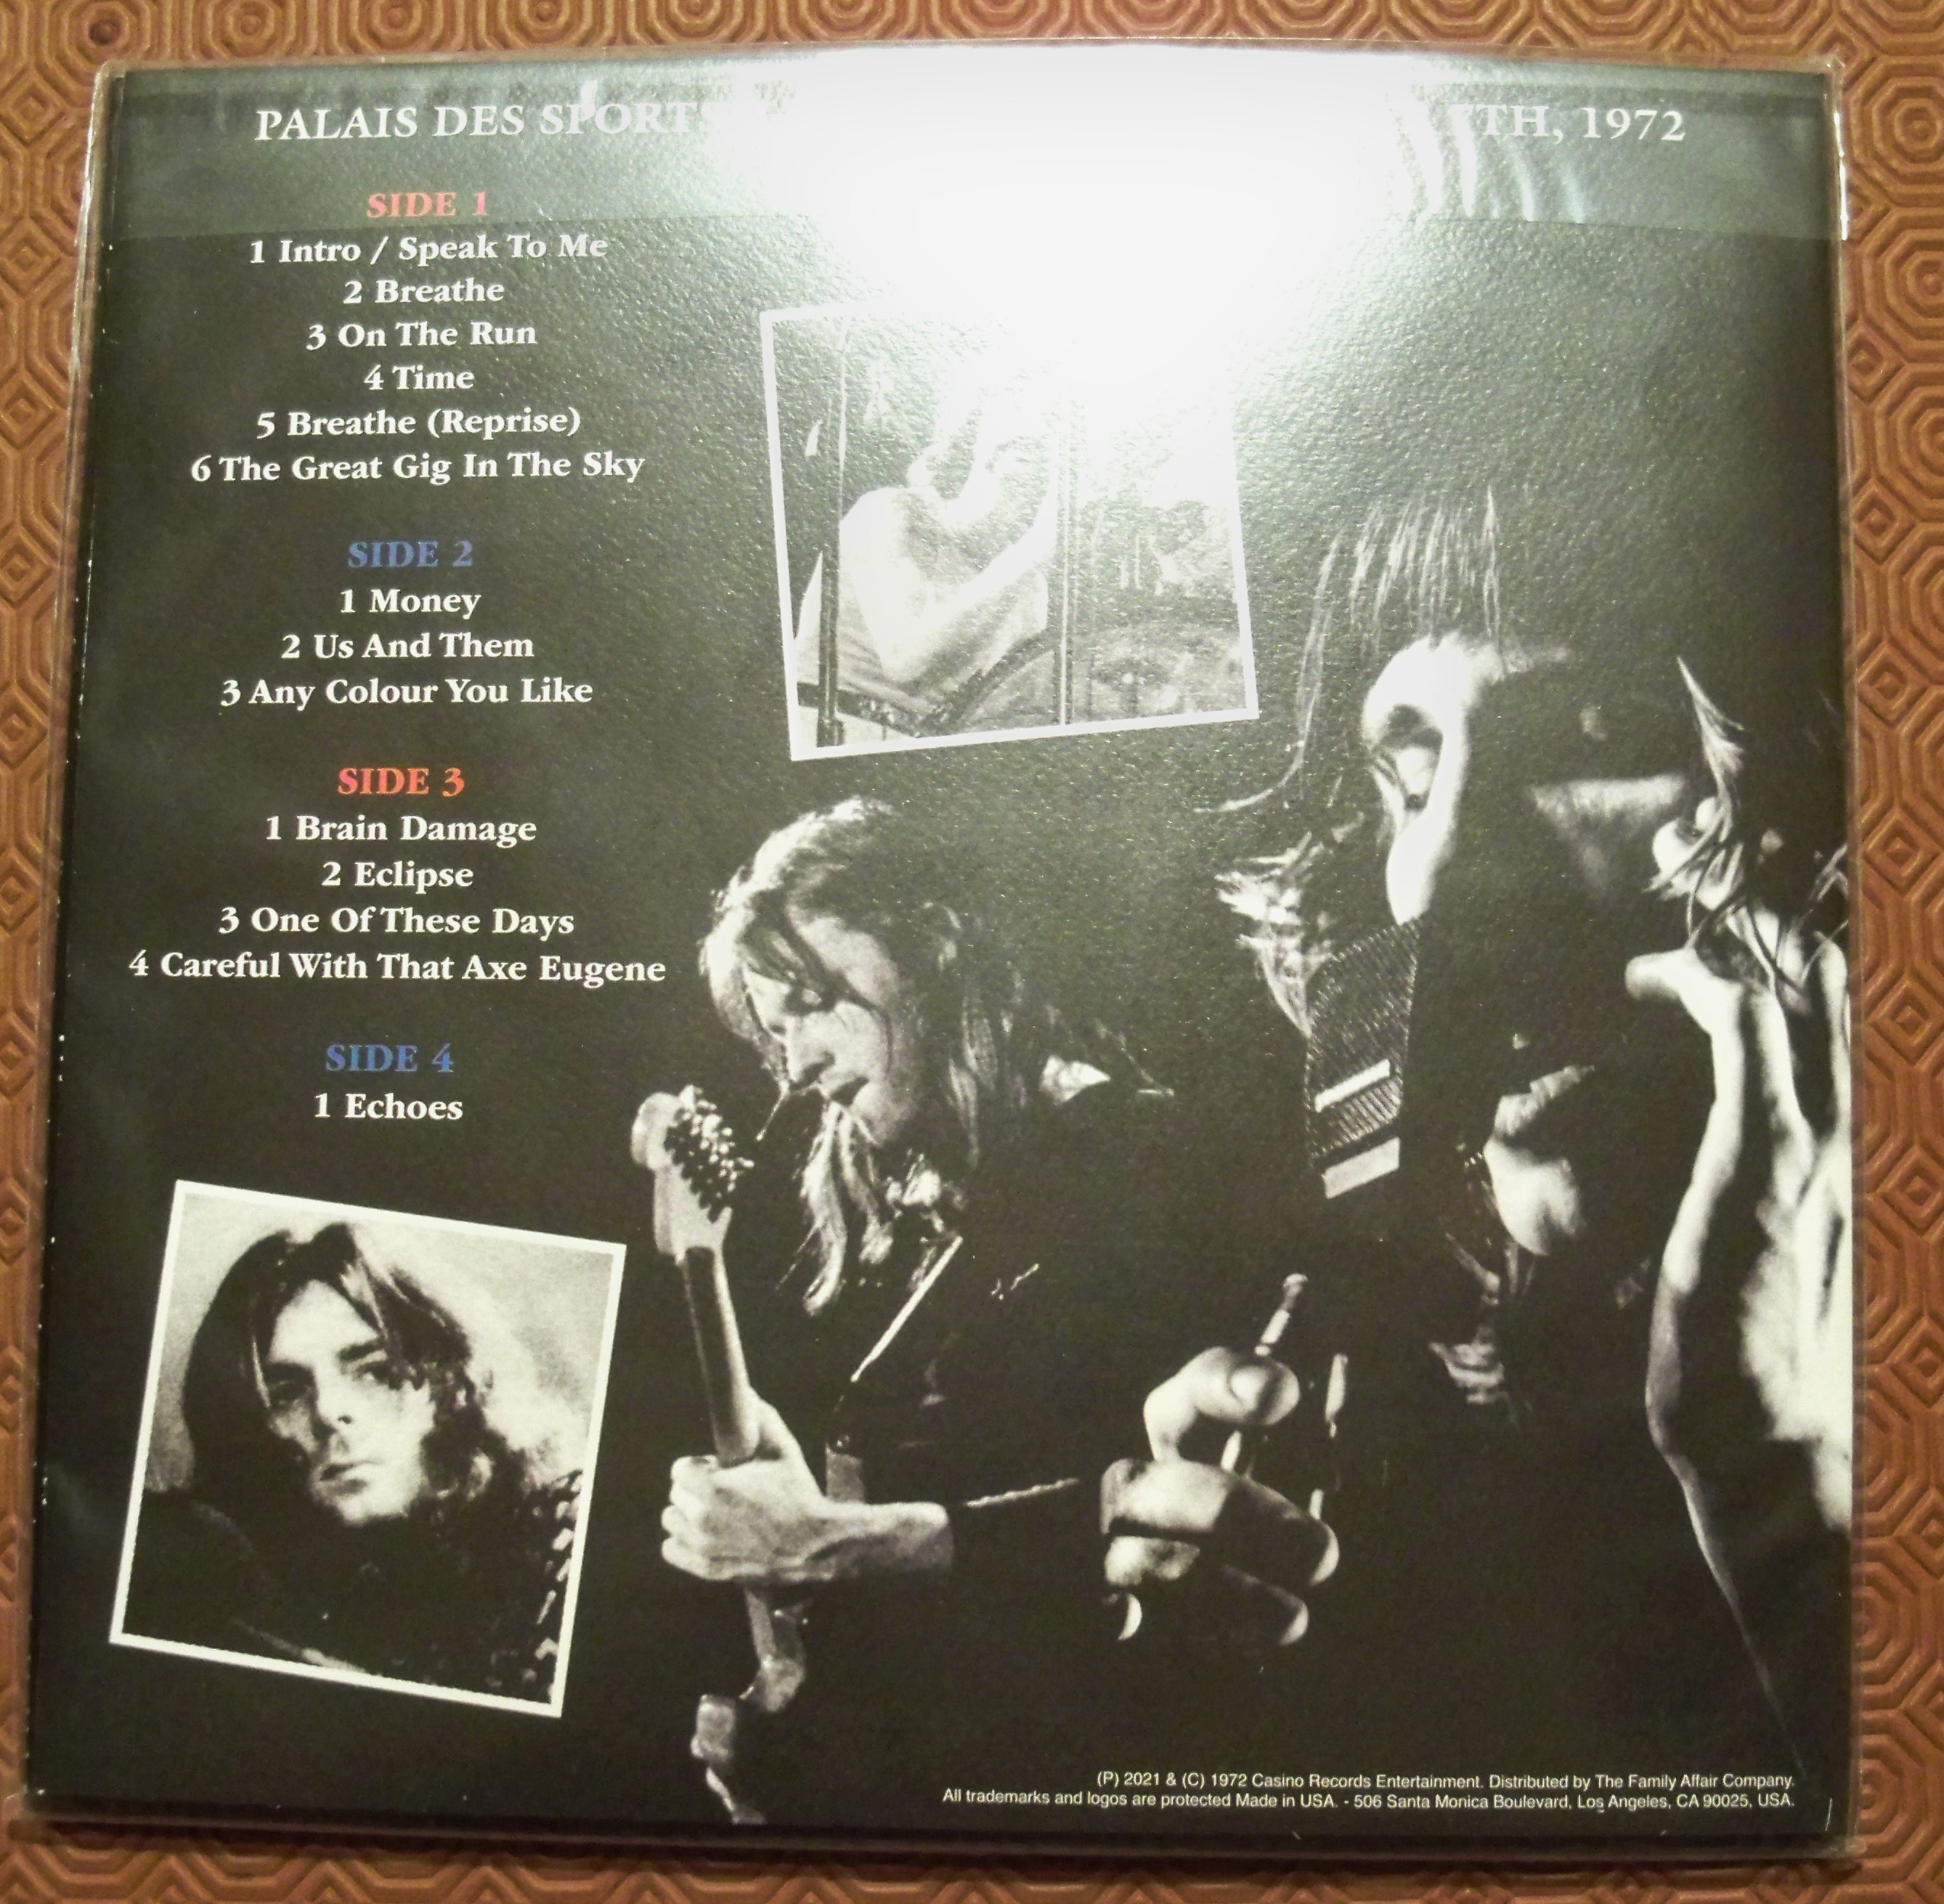 PALAIS DES SPORTS TH, 1972
SIDE 1
1 Intro / Speak To Me
2 Breathe
3 On The Run
4 Time
5 Breathe (Reprise)
6 The Great Gig In The Sky
SIDE 2
1 Money
2 Us And Them
3 Any Colour You Like
SIDE 3
1 Brain Damage
2 Eclipse
3 One Of These Days
4 Careful With That Axe Eugene
SIDE 4
1 Echoes
(P) 2021 & (C) 1972 Casino Records Entertainment. Distributed by The Family Affair Company.
All trademarks and logos are protected Made in USA. - 506 Santa Monica Boulevard, Los Angeles, CA 90025, USA.